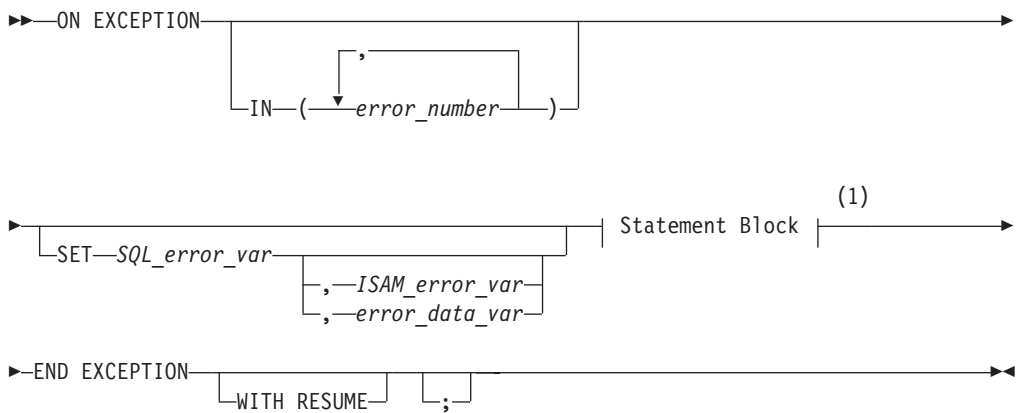 ON EXCEPTION
,
IN ( error_number )
(1)
Statement Block
SET SQL_error_var
, ISAM_error_var
, error_data_var
END EXCEPTION
WITH RESUME ;